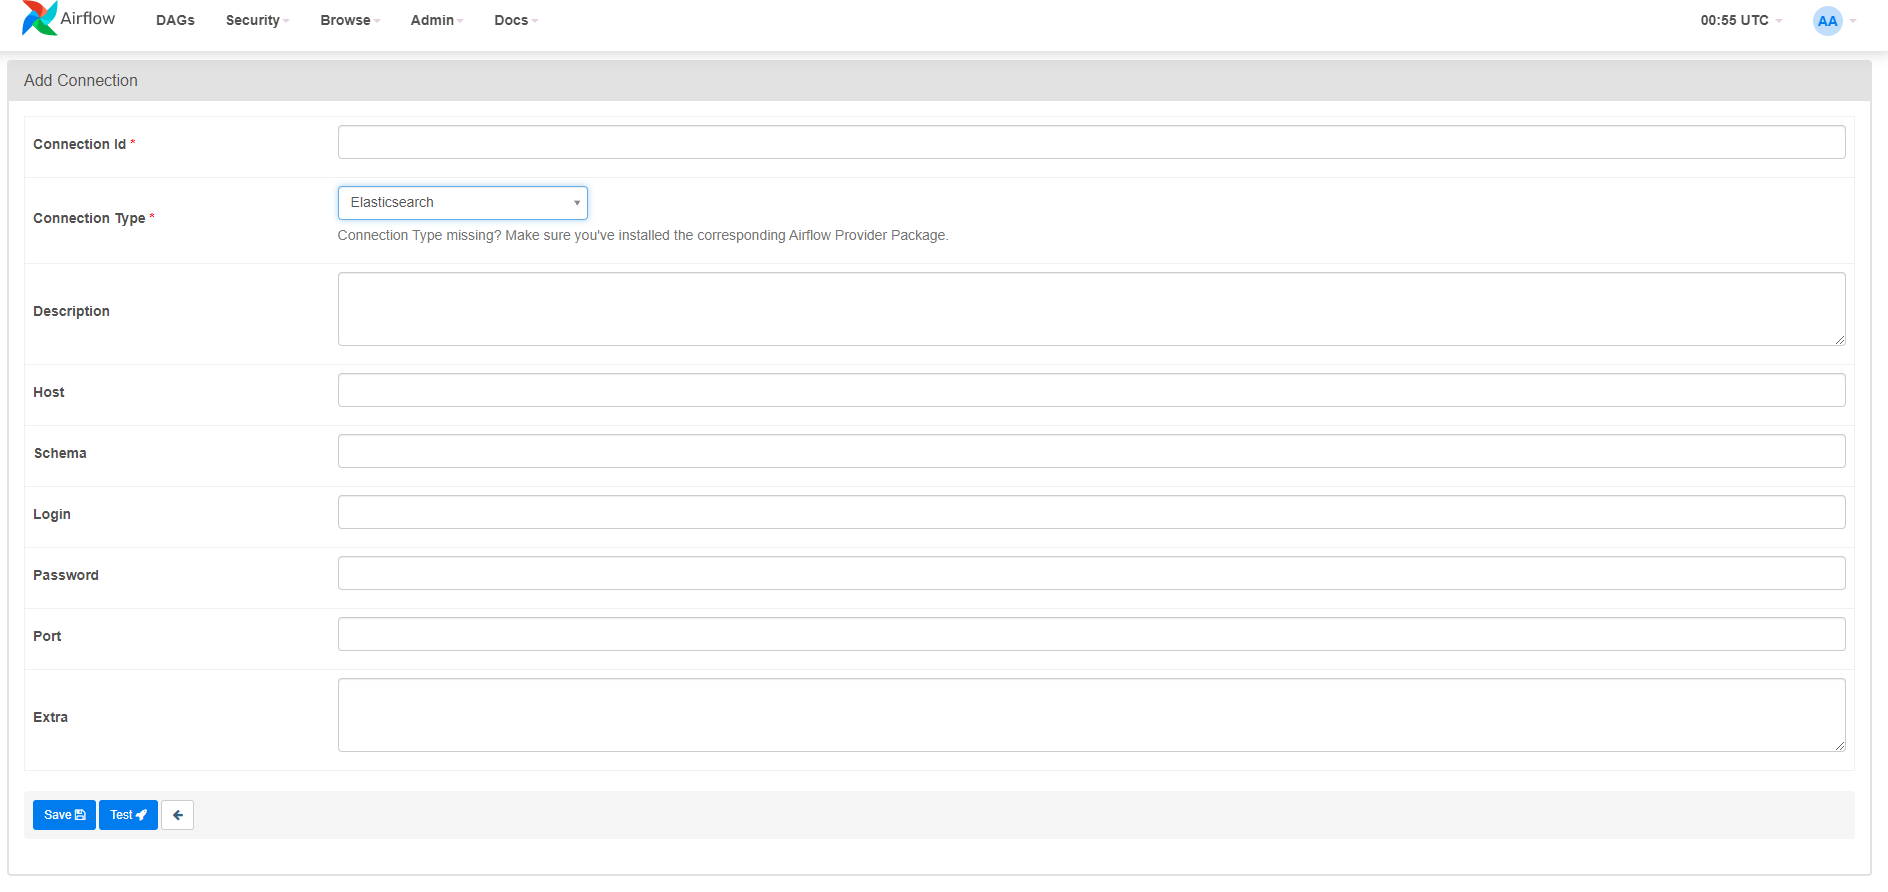 Airflow DAGs Security Browse Admin Docs 00:55 UTC AA
Add Connection
Connection Id *
Connection Type * Elasticsearch
Connection Type missing? Make sure you've installed the corresponding Airflow Provider Package.
Description
Host
Schema
Login
Password
Port
Extra
Save Test